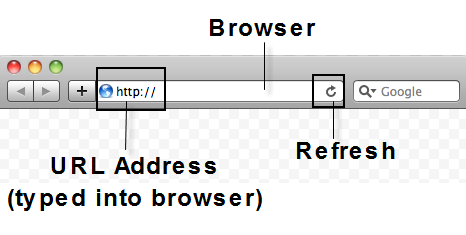 Browser
http://
Google
Refresh
URL Address
(typed into browser)